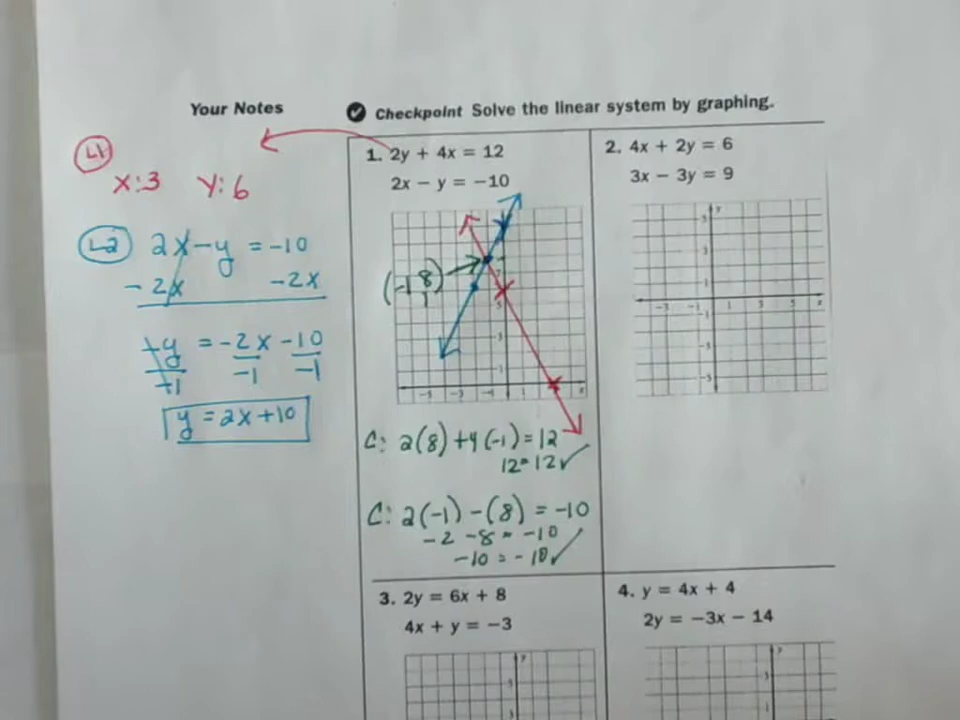 Your Notes
Checkpoint Solve the linear system by graphing.
L1
X:3 Y:6
L2
2x - y = -10
- 2x -2x
-y = -2x -10
-1 -1 -1
y = 2x + 10
1. 2y + 4x = 12
2x − y = −10
(-1, 8)
C: 2(8) + 4(-1) = 12
12 = 12 ✓
C: 2(-1) - (8) = -10
-2 -8 = -10
-10 = -10 ✓
2. 4x + 2y = 6
3x − 3y = 9
3. 2y = 6x + 8
4x + y = −3
4. y = 4x + 4
2y = −3x − 14